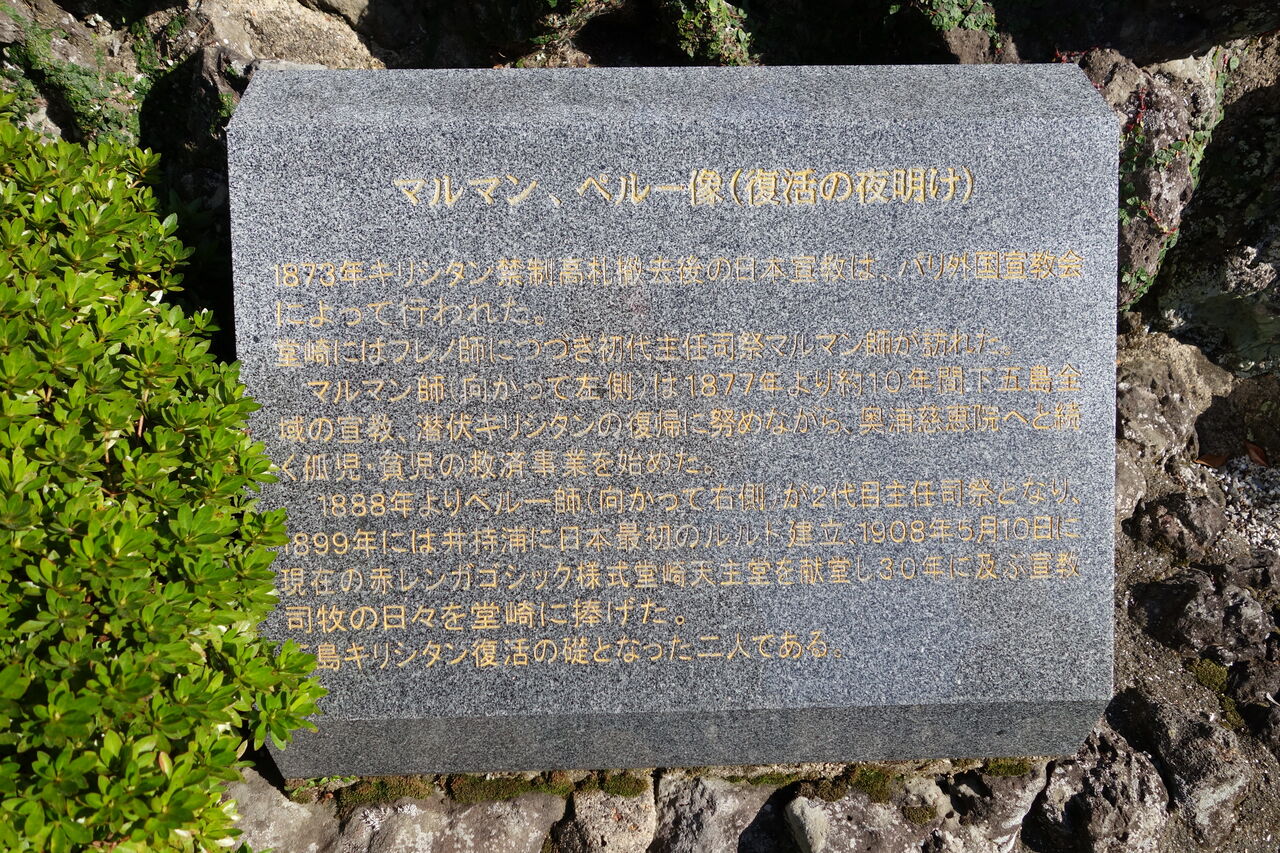 マルマン、ペルー像(復活の夜明け)
1873年キリシタン禁制高札撤去後の日本宣教は、パリ外国宣教会
によって行われた。
堂崎にはフレノ師につづき初代主任司祭マルマン師が訪れた。
マルマン師(向かって左側)は1877年より約10年間下五島全
域の宣教、潜伏キリシタンの復帰に努めながら、奥浦慈恵院へと続
く孤児・貧児の救済事業を始めた。
1888年よりペルー師(向かって右側)が2代目主任司祭となり、
1899年には井持浦に日本最初のルルド建立、1908年5月10日に
現在の赤レンガゴシック様式堂崎天主堂を献堂し30年に及ぶ宣教
司牧の日々を堂崎に捧げた。
島キリシタン復活の礎となった二人である。